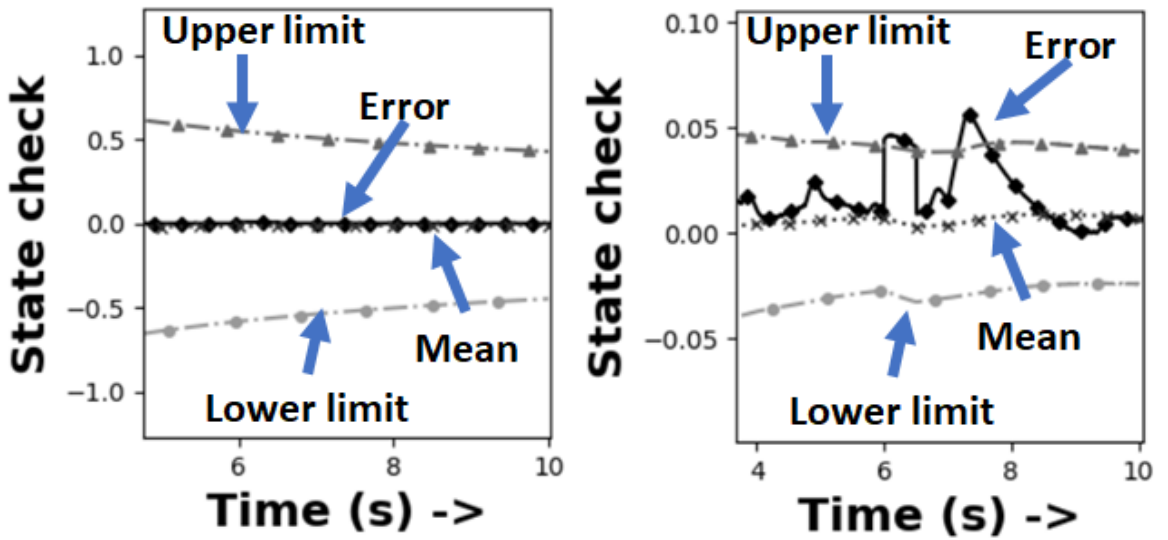 State check
1.0
0.5
0.0
−0.5
−1.0
Upper limit
Error
Mean
Lower limit
6
8
10
Time (s) ->
State check
0.10
0.05
0.00
−0.05
Upper limit
Error
Mean
Lower limit
4
6
8
10
Time (s) ->